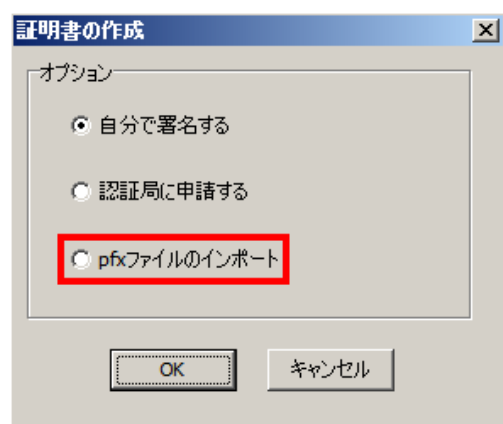 証明書の作成
オプション
自分で署名する
認証局に申請する
pfxファイルのインポート
OK キャンセル